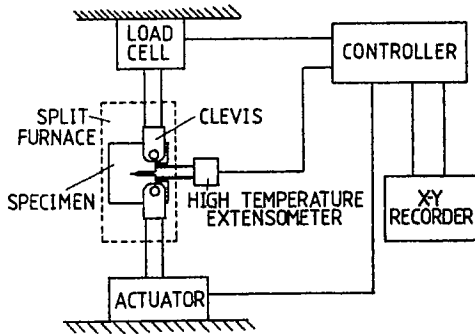 LOAD
CELL
CONTROLLER
SPLIT
FURNACE
CLEVIS
SPECIMEN
HIGH TEMPERATURE
EXTENSOMETER
X-Y
RECORDER
ACTUATOR